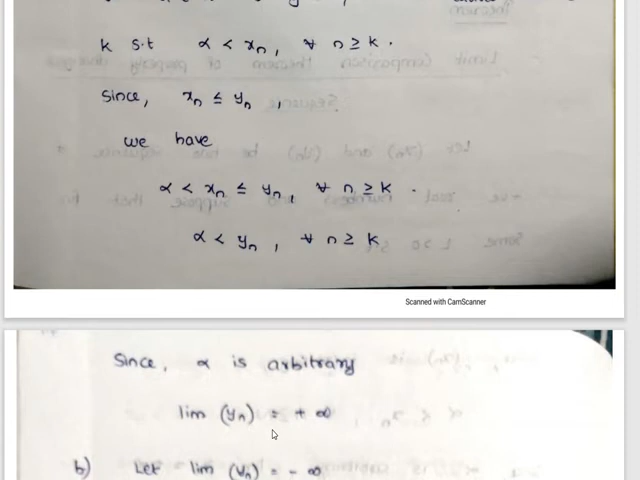 k s.t α < xₙ, ∀ n ≥ k.
Since, xₙ ≤ yₙ,
we have
α < xₙ ≤ yₙ, ∀ n ≥ k.
α < yₙ, ∀ n ≥ k
Scanned with CamScanner
Since, α is arbitrary
lim (yₙ) = + ∞
b) Let lim (yₙ) = - ∞